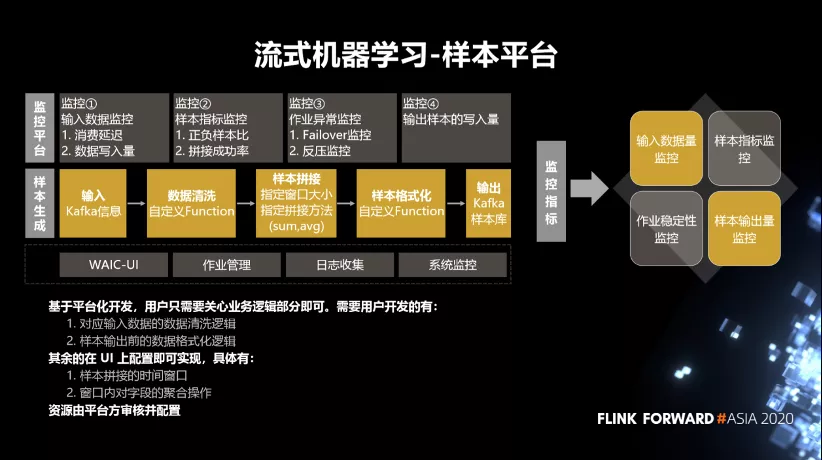 流式机器学习-样本平台
监控平台
监控①
输入数据监控
1. 消费延迟
2. 数据写入量
监控②
样本指标监控
1. 正负样本比
2. 拼接成功率
监控③
作业异常监控
1. Failover监控
2. 反压监控
监控④
输出样本的写入量
样本生成
输入
Kafka信息
数据清洗
自定义Function
样本拼接
指定窗口大小
指定拼接方法
(sum,avg)
样本格式化
自定义Function
输出
Kafka
样本库
WAIC-UI
作业管理
日志收集
系统监控
监控指标
输入数据量
监控
样本指标监
控
作业稳定性
监控
样本输出量
监控
基于平台化开发，用户只需要关心业务逻辑部分即可。需要用户开发的有：
1. 对应输入数据的数据清洗逻辑
2. 样本输出前的数据格式化逻辑
其余的在 UI 上配置即可实现，具体有：
1. 样本拼接的时间窗口
2. 窗口内对字段的聚合操作
资源由平台方审核并配置
FLINK FORWARD #ASIA 2020